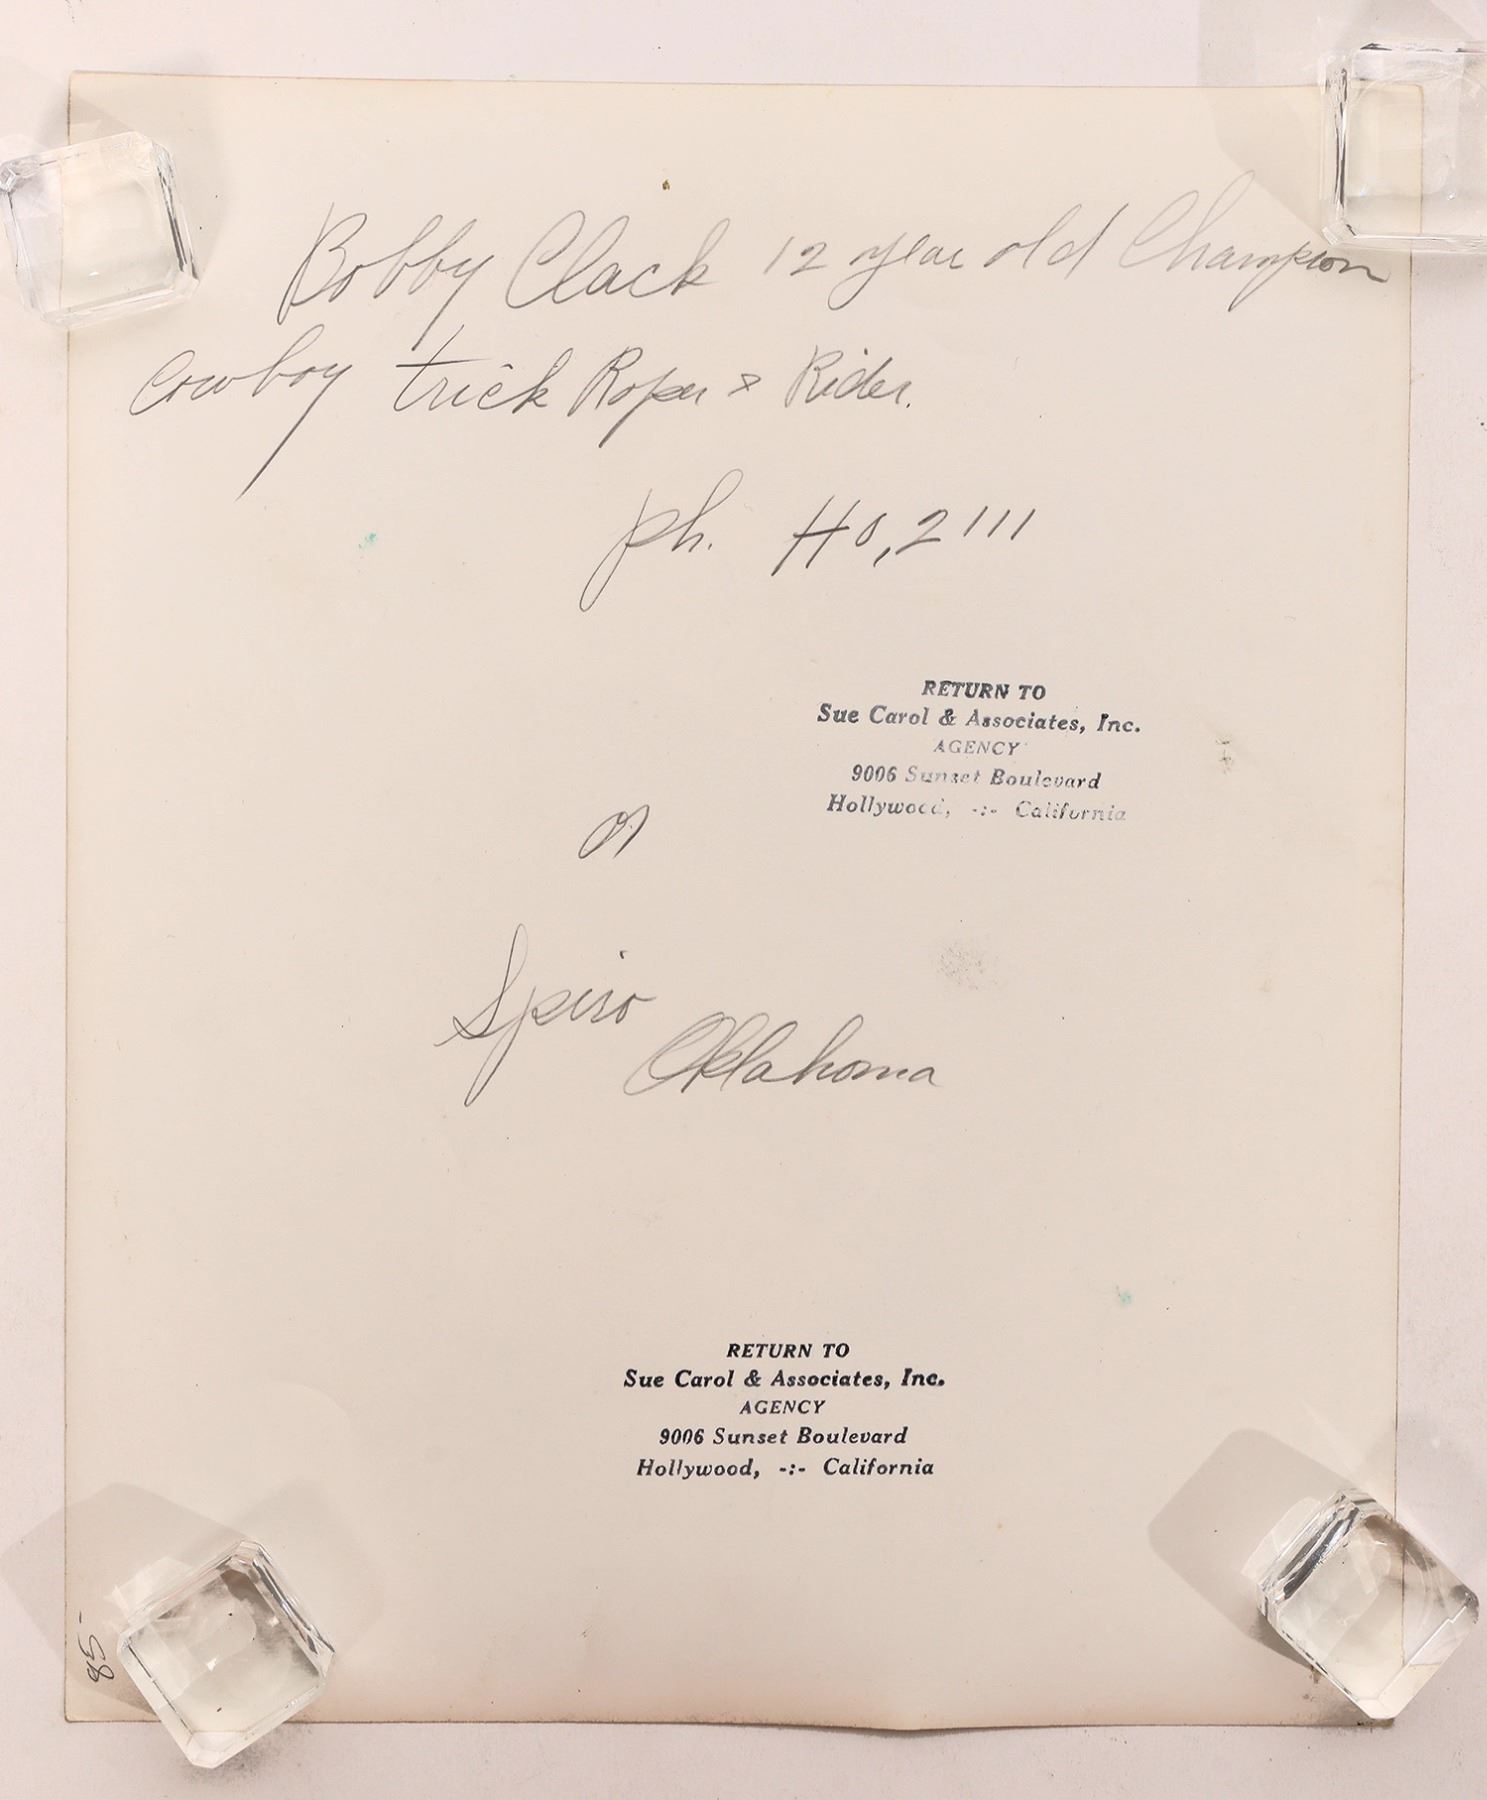 Bobby Clack 12 year old Champion
Cowboy trick Roper & Rider.
ph. HO, 2111
RETURN TO
Sue Carol & Associates, Inc.
AGENCY
9006 Sunset Boulevard
Hollywood, -:- California
or
Spiro
Oklahoma
RETURN TO
Sue Carol & Associates, Inc.
AGENCY
9006 Sunset Boulevard
Hollywood, -:- California
85-